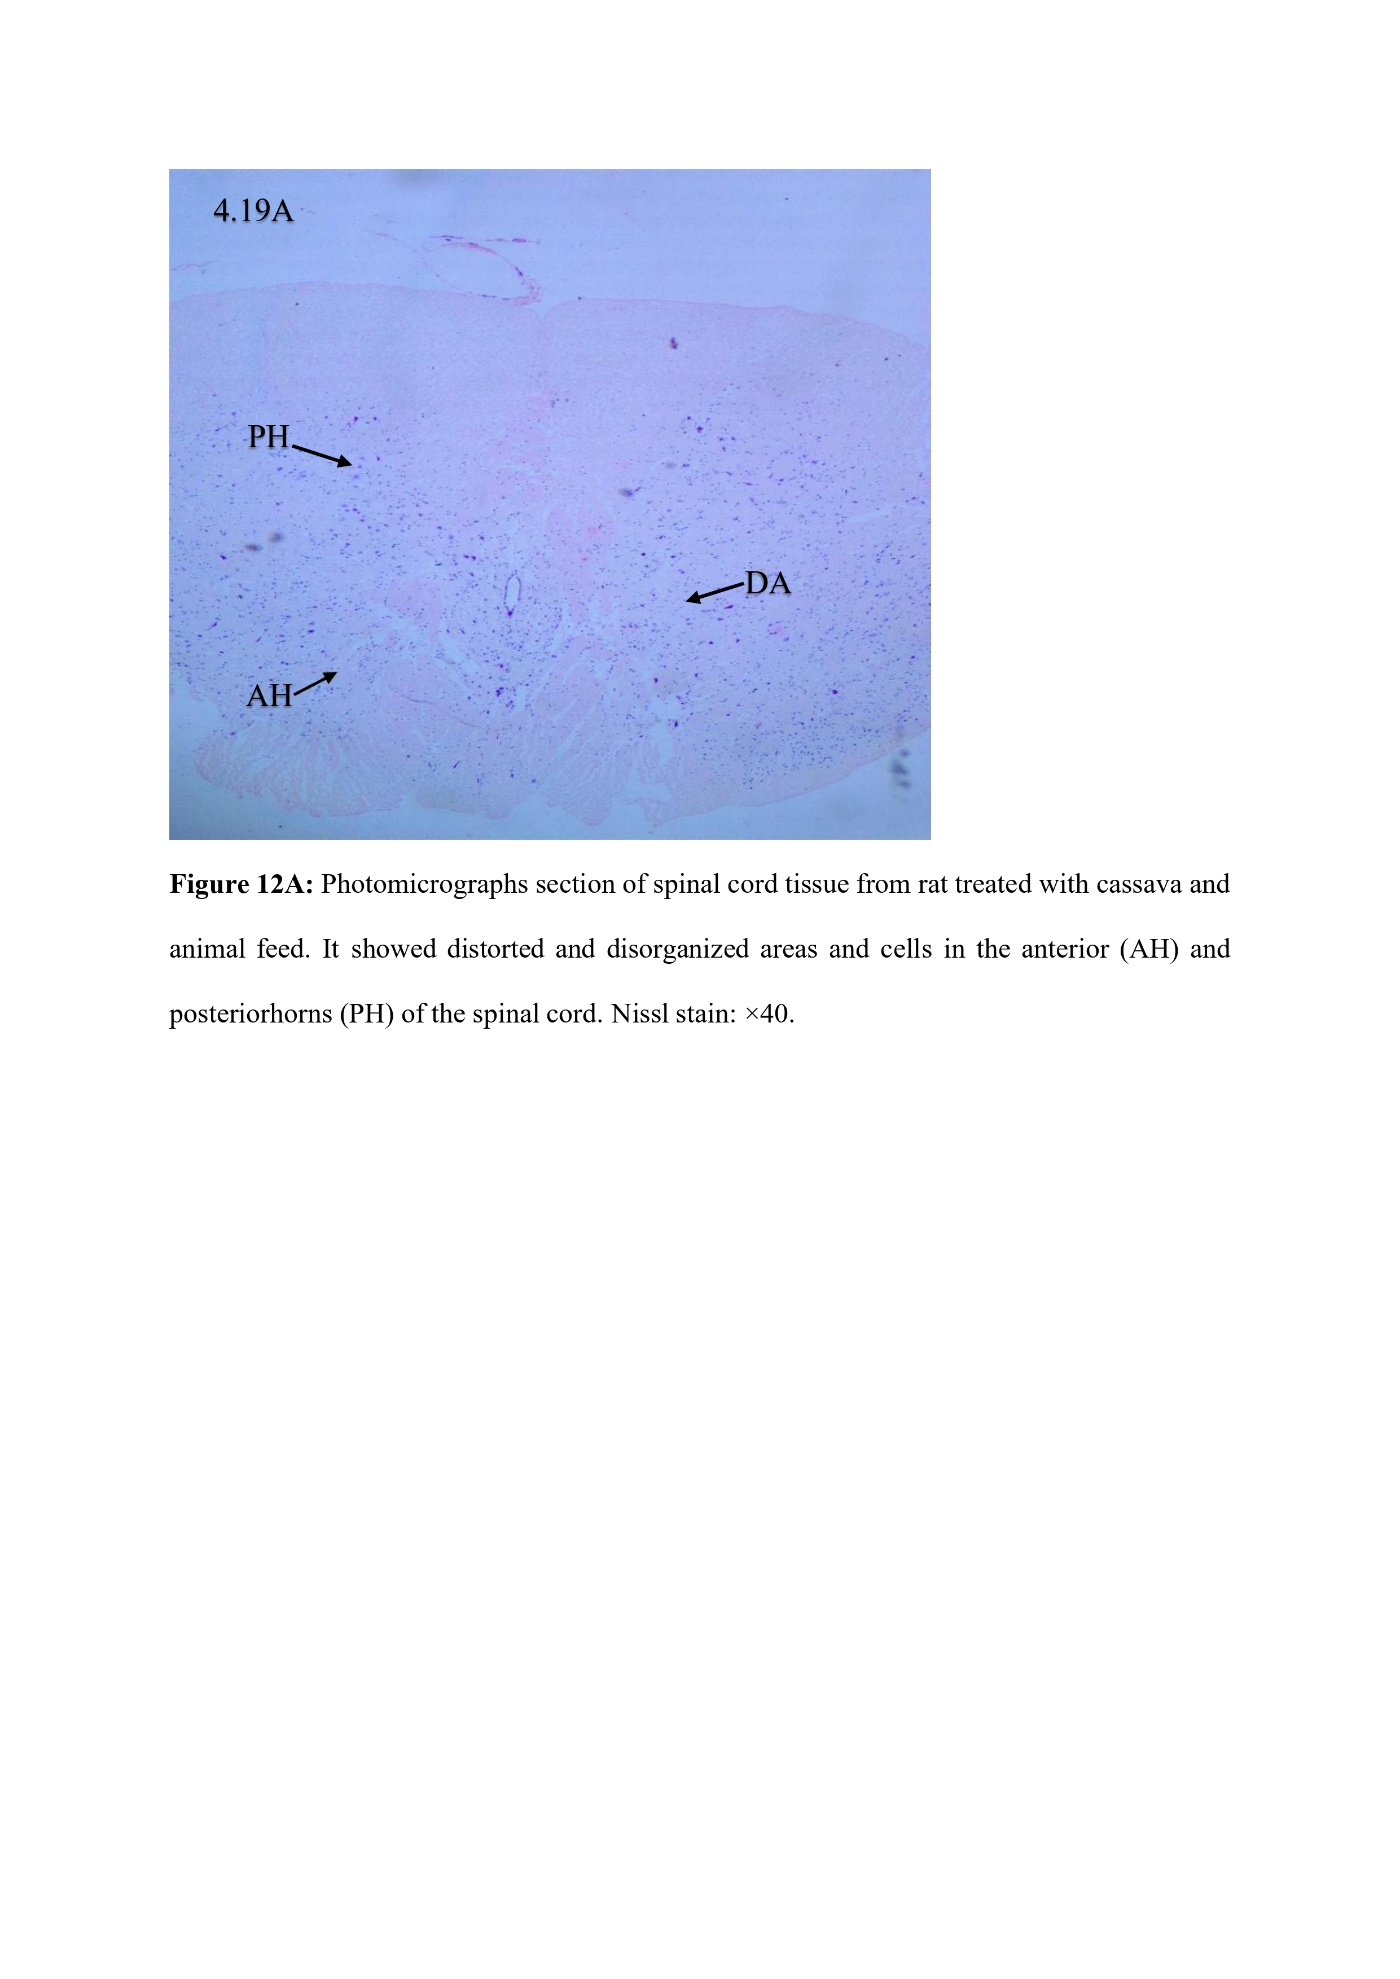 4.19A
PH
DA
AH
Figure 12A: Photomicrographs section of spinal cord tissue from rat treated with cassava and
animal feed. It showed distorted and disorganized areas and cells in the anterior (AH) and
posteriorhorns (PH) of the spinal cord. Nissl stain: ×40.